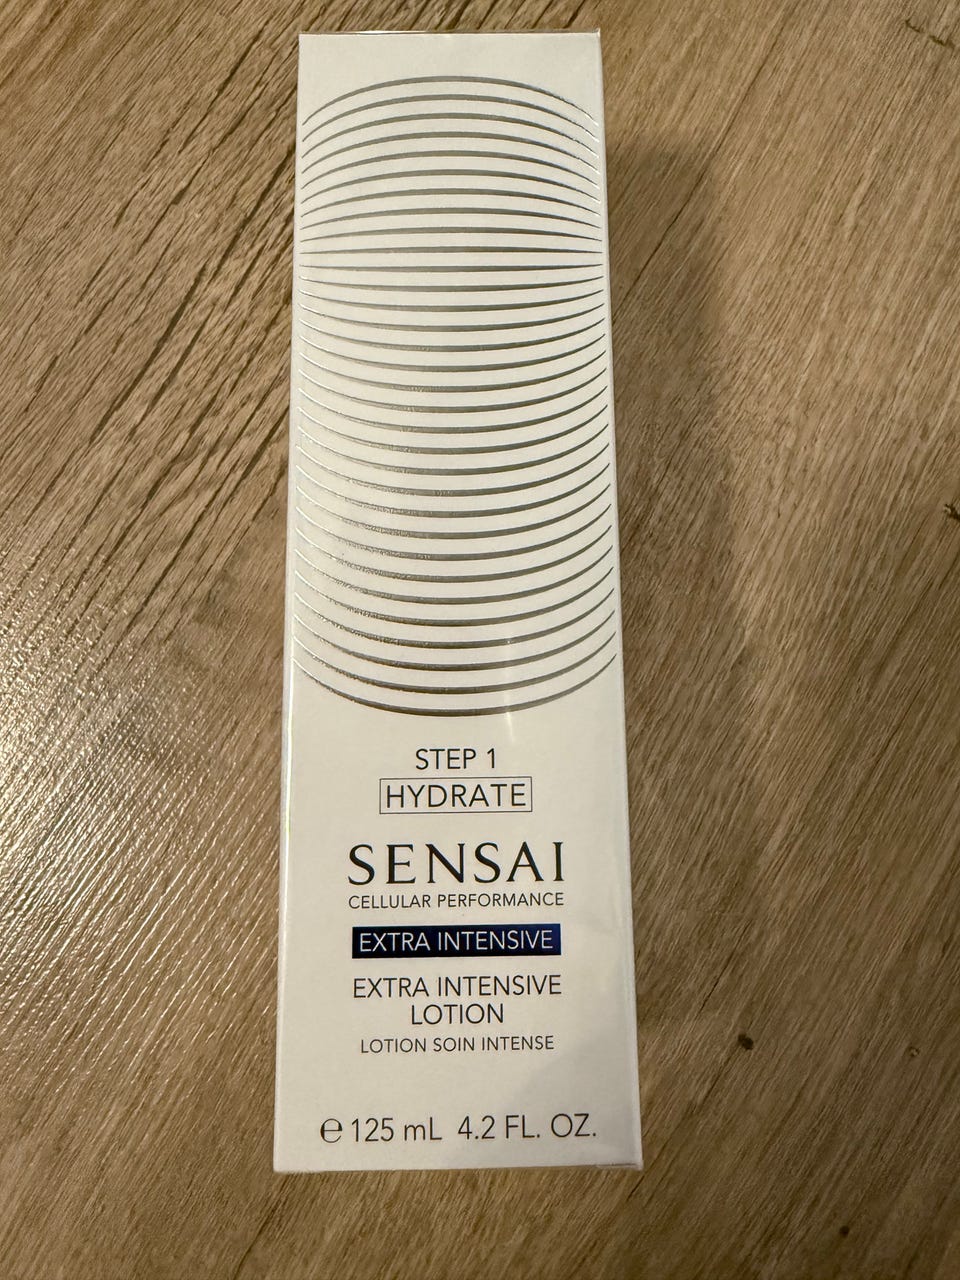 STEP 1
HYDRATE
SENSAI
CELLULAR PERFORMANCE
EXTRA INTENSIVE
EXTRA INTENSIVE
LOTION
LOTION SOIN INTENSE
℮ 125 mL 4.2 FL. OZ.